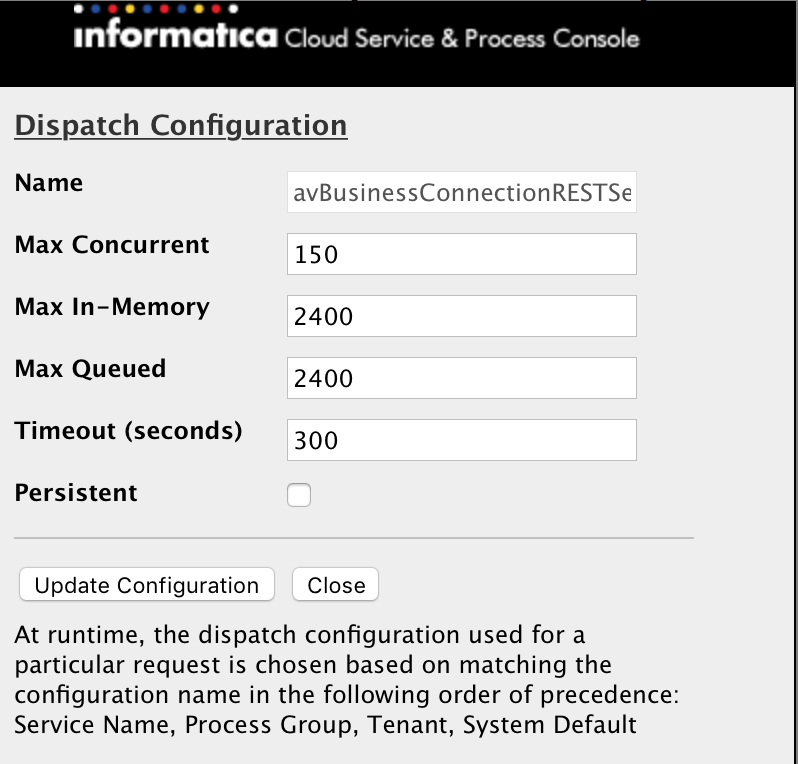 informatica Cloud Service & Process Console
Dispatch Configuration
Name avBusinessConnectionRESTSe
Max Concurrent 150
Max In-Memory 2400
Max Queued 2400
Timeout (seconds) 300
Persistent
Update Configuration Close
At runtime, the dispatch configuration used for a
particular request is chosen based on matching the
configuration name in the following order of precedence:
Service Name, Process Group, Tenant, System Default